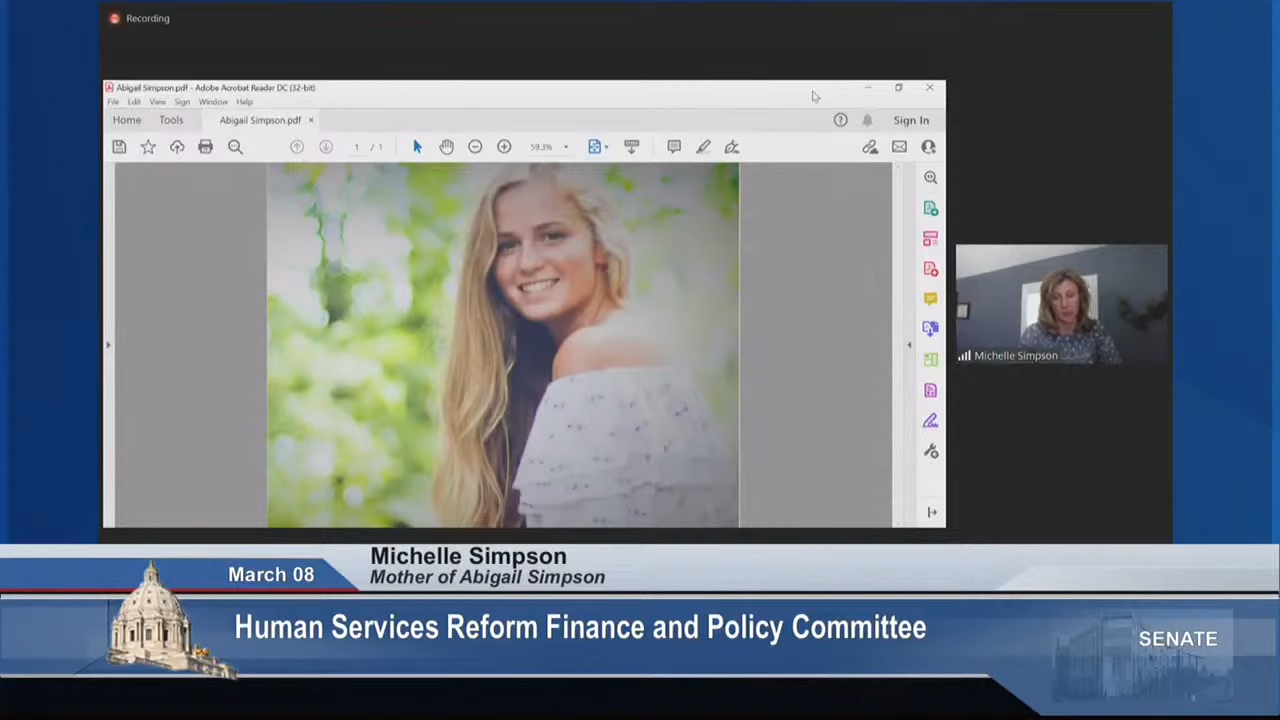 Recording
Abigail Simpson.pdf - Adobe Acrobat Reader DC (32-bit)
File Edit View Sign Window Help
Home Tools Abigail Simpson.pdf × Sign In
1 / 1 59.3%
Michelle Simpson
Michelle Simpson
Mother of Abigail Simpson
March 08
Human Services Reform Finance and Policy Committee
SENATE